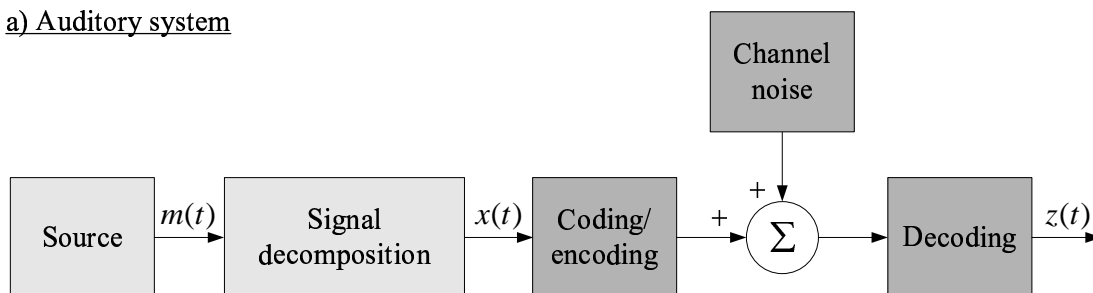 a) Auditory system
Channel
noise
+
Source
m(t)
Signal
decomposition
x(t)
Coding/
encoding
+
Σ
Decoding
z(t)